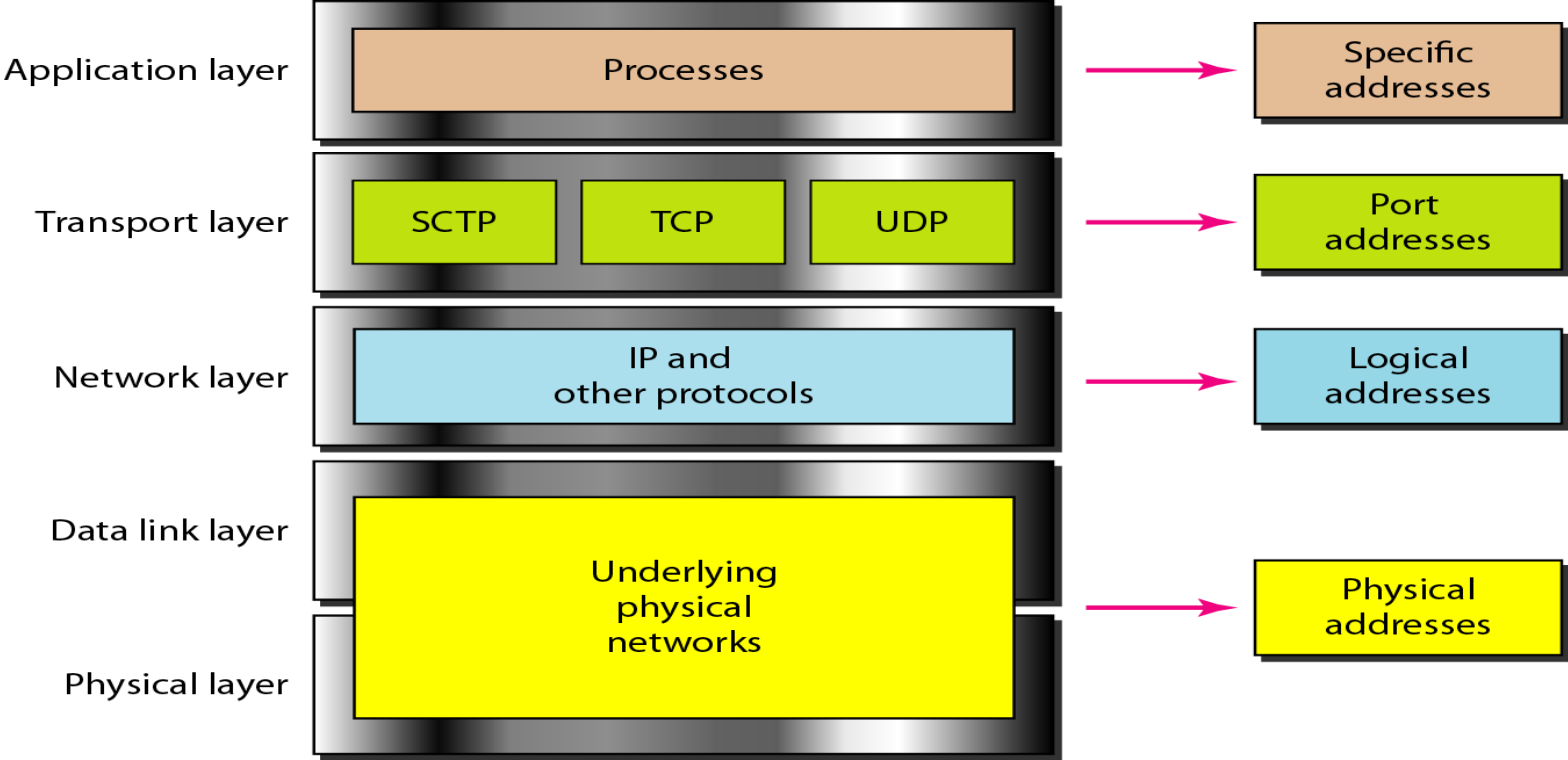 Application layer
Processes
Specific
addresses
Transport layer
SCTP
TCP
UDP
Port
addresses
Network layer
IP and
other protocols
Logical
addresses
Data link layer
Underlying
physical
networks
Physical layer
Physical
addresses